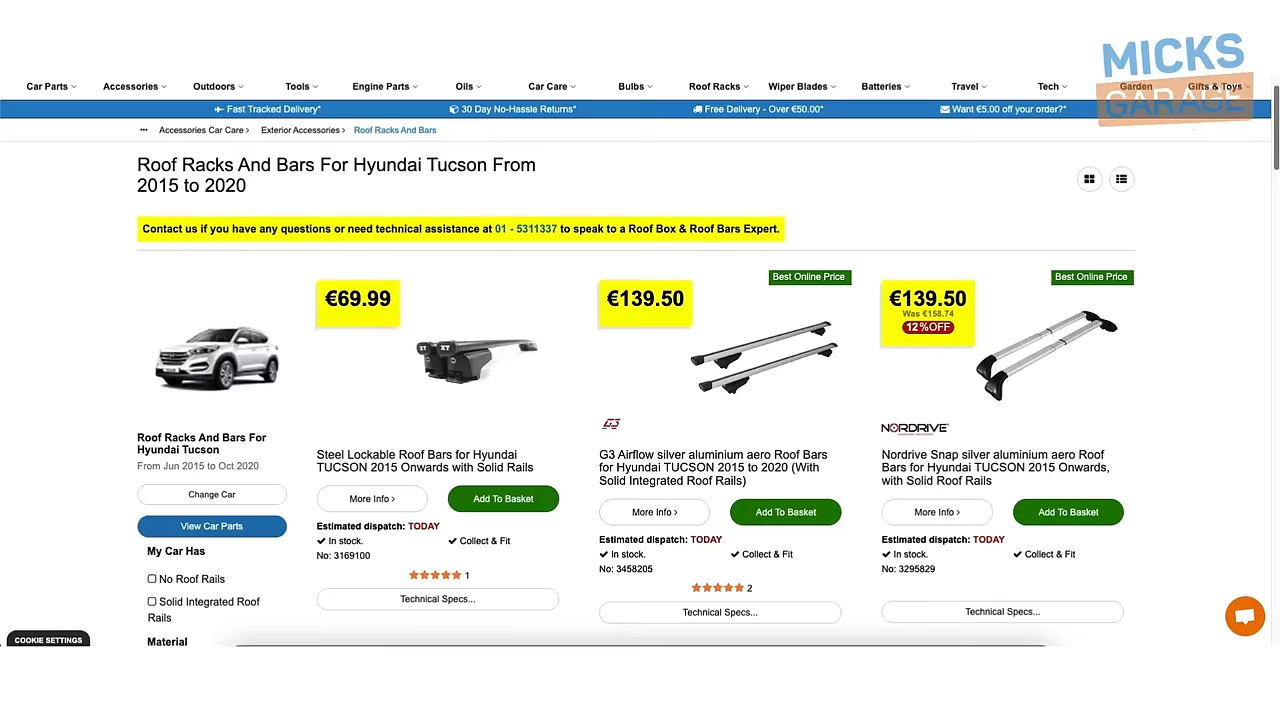 MICKS
GARAGE
Car Parts
Accessories
Outdoors
Tools
Engine Parts
Oils
Car Care
Bulbs
Roof Racks
Wiper Blades
Batteries
Travel
Tech
Garden
Gifts & Toys
Fast Tracked Delivery*
30 Day No-Hassle Returns*
Free Delivery - Over €50.00*
Want €5.00 off your order?*
··· Accessories Car Care › Exterior Accessories › Roof Racks And Bars
Roof Racks And Bars For Hyundai Tucson From
2015 to 2020
Contact us if you have any questions or need technical assistance at 01 - 5311337 to speak to a Roof Box & Roof Bars Expert.
Roof Racks And Bars For
Hyundai Tucson
From Jun 2015 to Oct 2020
Change Car
View Car Parts
My Car Has
No Roof Rails
Solid Integrated Roof
Rails
Material
€69.99
XT XT
Steel Lockable Roof Bars for Hyundai
TUCSON 2015 Onwards with Solid Rails
More Info ›
Add To Basket
Estimated dispatch: TODAY
In stock.
Collect & Fit
No: 3169100
1
Technical Specs...
Best Online Price
€139.50
G3
G3 Airflow silver aluminium aero Roof Bars
for Hyundai TUCSON 2015 to 2020 (With
Solid Integrated Roof Rails)
More Info ›
Add To Basket
Estimated dispatch: TODAY
In stock.
Collect & Fit
No: 3458205
2
Technical Specs...
Best Online Price
€139.50
Was €158.74
12%OFF
NORDRIVE
Nordrive Snap silver aluminium aero Roof
Bars for Hyundai TUCSON 2015 Onwards,
with Solid Roof Rails
More Info ›
Add To Basket
Estimated dispatch: TODAY
In stock.
Collect & Fit
No: 3295829
Technical Specs...
COOKIE SETTINGS